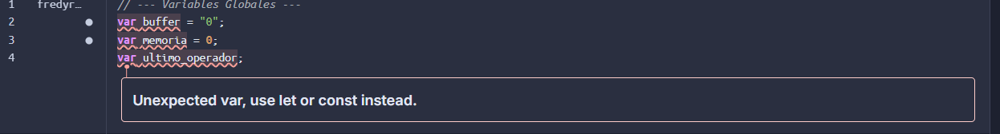 1 fredyr… // --- Variables Globales ---
2 var buffer = "0";
3 var memoria = 0;
4 var ultimo_operador;
Unexpected var, use let or const instead.